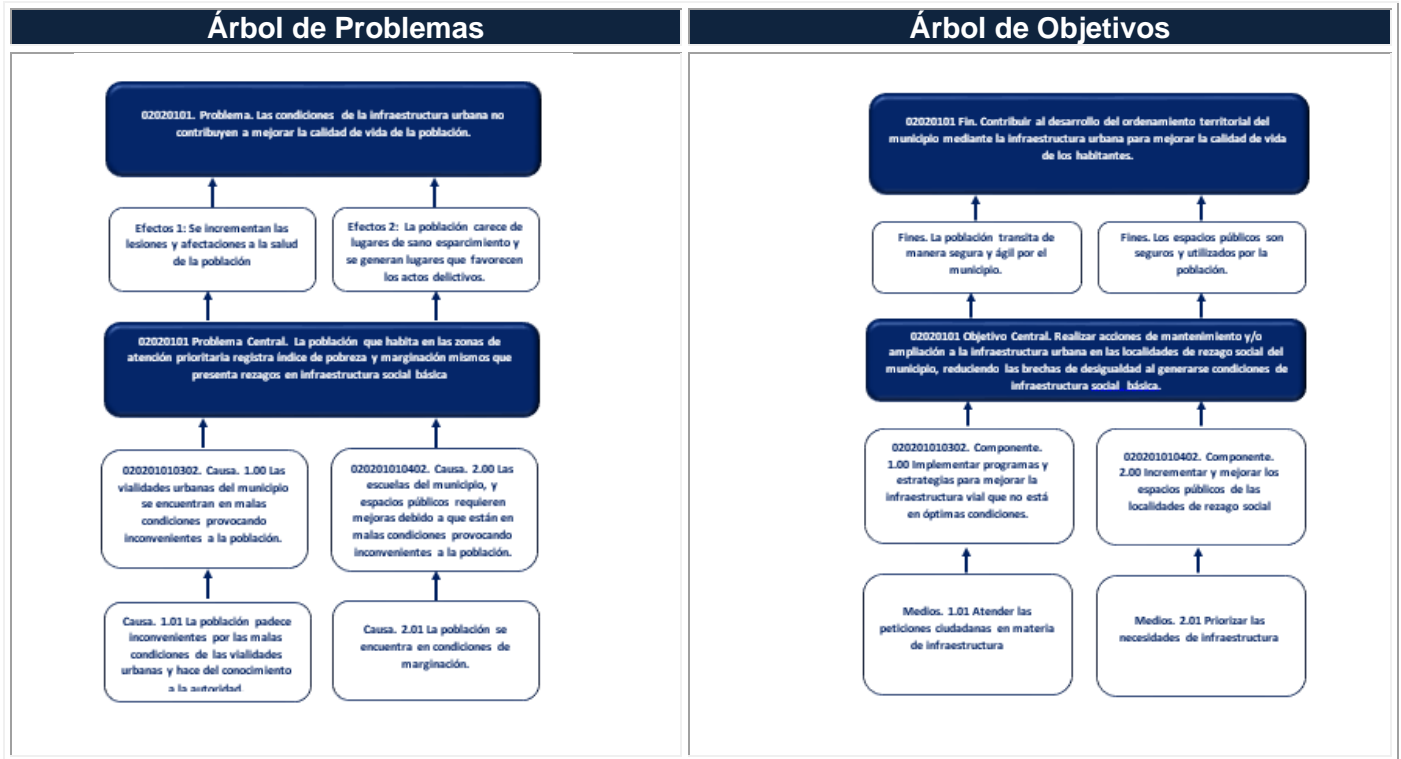 Árbol de Problemas
02020101. Problema. Las condiciones de la infraestructura urbana no
contribuyen a mejorar la calidad de vida de la población.
Efectos 1: Se incrementan las
lesiones y afectaciones a la salud
de la población
Efectos 2: La población carece de
lugares de sano esparcimiento y
se generan lugares que favorecen
los actos delictivos.
02020101 Problema Central. La población que habita en las zonas de
atención prioritaria registra índice de pobreza y marginación mismos que
presenta rezagos en infraestructura social básica
020201010302. Causa. 1.00 Las
vialidades urbanas del municipio
se encuentran en malas
condiciones provocando
inconvenientes a la población.
020201010402. Causa. 2.00 Las
escuelas del municipio, y
espacios públicos requieren
mejoras debido a que están en
malas condiciones provocando
inconvenientes a la población.
Causa. 1.01 La población padece
inconvenientes por las malas
condiciones de las vialidades
urbanas y hace del conocimiento
a la autoridad.
Causa. 2.01 La población se
encuentra en condiciones de
marginación.
Árbol de Objetivos
02020101 Fin. Contribuir al desarrollo del ordenamiento territorial del
municipio mediante la infraestructura urbana para mejorar la calidad de vida
de los habitantes.
Fines. La población transita de
manera segura y ágil por el
municipio.
Fines. Los espacios públicos son
seguros y utilizados por la
población.
02020101 Objetivo Central. Realizar acciones de mantenimiento y/o
ampliación a la infraestructura urbana en las localidades de rezago social del
municipio, reduciendo las brechas de desigualdad al generarse condiciones de
infraestructura social básica.
020201010302. Componente.
1.00 Implementar programas y
estrategias para mejorar la
infraestructura vial que no está
en óptimas condiciones.
020201010402. Componente.
2.00 Incrementar y mejorar los
espacios públicos de las
localidades de rezago social
Medios. 1.01 Atender las
peticiones ciudadanas en materia
de infraestructura
Medios. 2.01 Priorizar las
necesidades de infraestructura